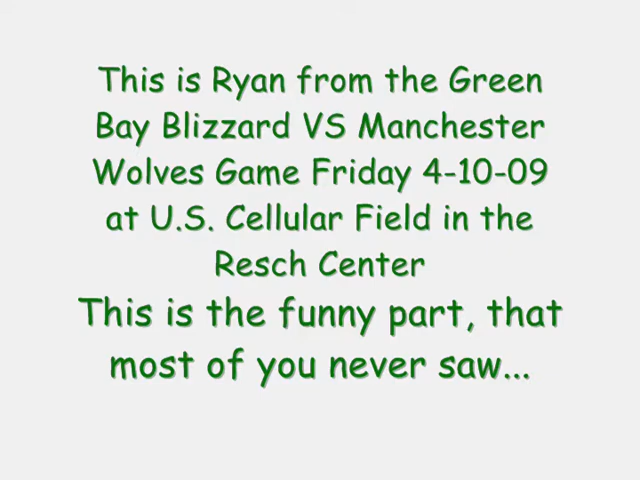 This is Ryan from the Green
Bay Blizzard VS Manchester
Wolves Game Friday 4-10-09
at U.S. Cellular Field in the
Resch Center
This is the funny part, that
most of you never saw...